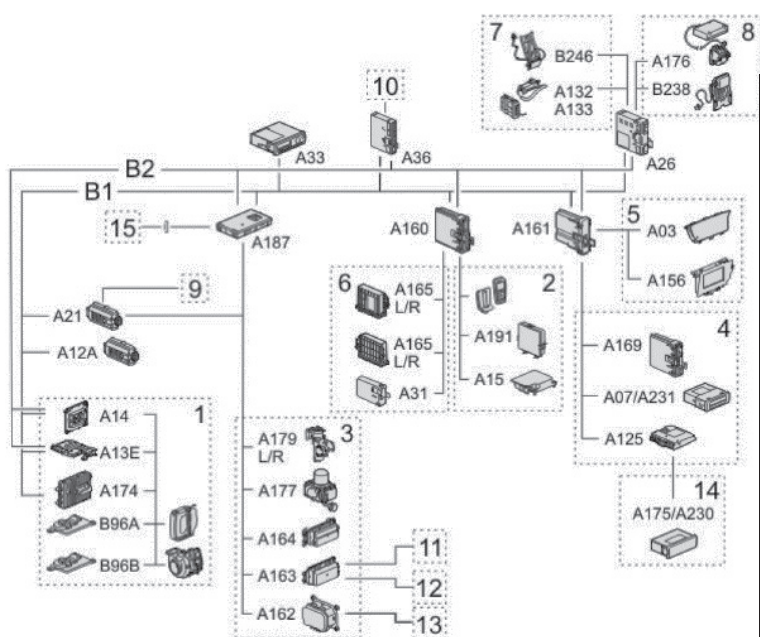 7
B246
A132
A133
8
A176
B238
10
A33
A36
A26
B2
B1
15
A187
A160
A161
5
A03
A156
9
A21
A12A
6
A165
L/R
A165
L/R
A31
2
A191
A15
4
A169
A07/A231
A125
1
A14
A13E
A174
B96A
B96B
3
A179
L/R
A177
A164
A163
A162
11
12
13
14
A175/A230